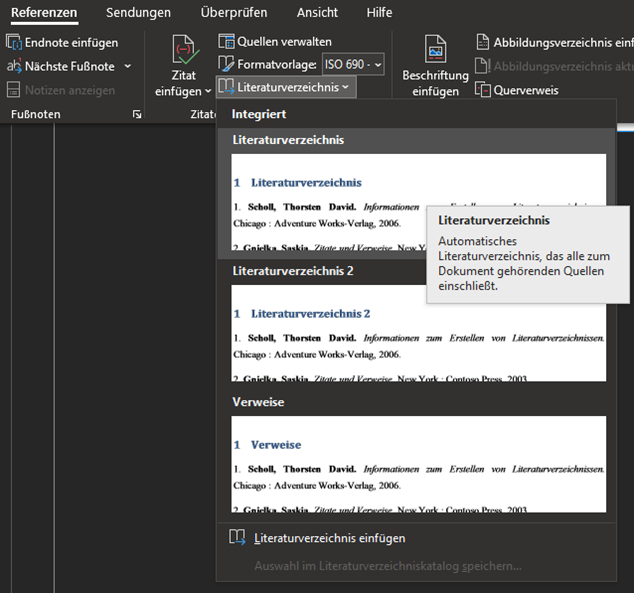 Referenzen Sendungen Überprüfen Ansicht Hilfe
Endnote einfügen
Nächste Fußnote
Notizen anzeigen
Fußnoten
Zitat
einfügen
Quellen verwalten
Formatvorlage: ISO 690 -
Literaturverzeichnis
Zitate
Beschriftung
einfügen
Abbildungsverzeichnis einf
Abbildungsverzeichnis aktu
Querverweis
Integriert
Literaturverzeichnis
1 Literaturverzeichnis
1. Scholl, Thorsten David. Informationen
Chicago : Adventure Works-Verlag, 2006.
2. Gnielka, Saskia. Zitate und Verweise. New Y
Literaturverzeichnis
Automatisches
Literaturverzeichnis, das alle zum
Dokument gehörenden Quellen
einschließt.
Literaturverzeichnis 2
1 Literaturverzeichnis 2
1. Scholl, Thorsten David. Informationen zum Erstellen von Literaturverzeichnissen.
Chicago : Adventure Works-Verlag, 2006.
2. Gnielka, Saskia. Zitate und Verweise. New York : Contoso Press, 2003.
Verweise
1 Verweise
1. Scholl, Thorsten David. Informationen zum Erstellen von Literaturverzeichnissen.
Chicago : Adventure Works-Verlag, 2006.
2. Gnielka, Saskia. Zitate und Verweise. New York : Contoso Press, 2003.
Literaturverzeichnis einfügen
Auswahl im Literaturverzeichniskatalog speichern...